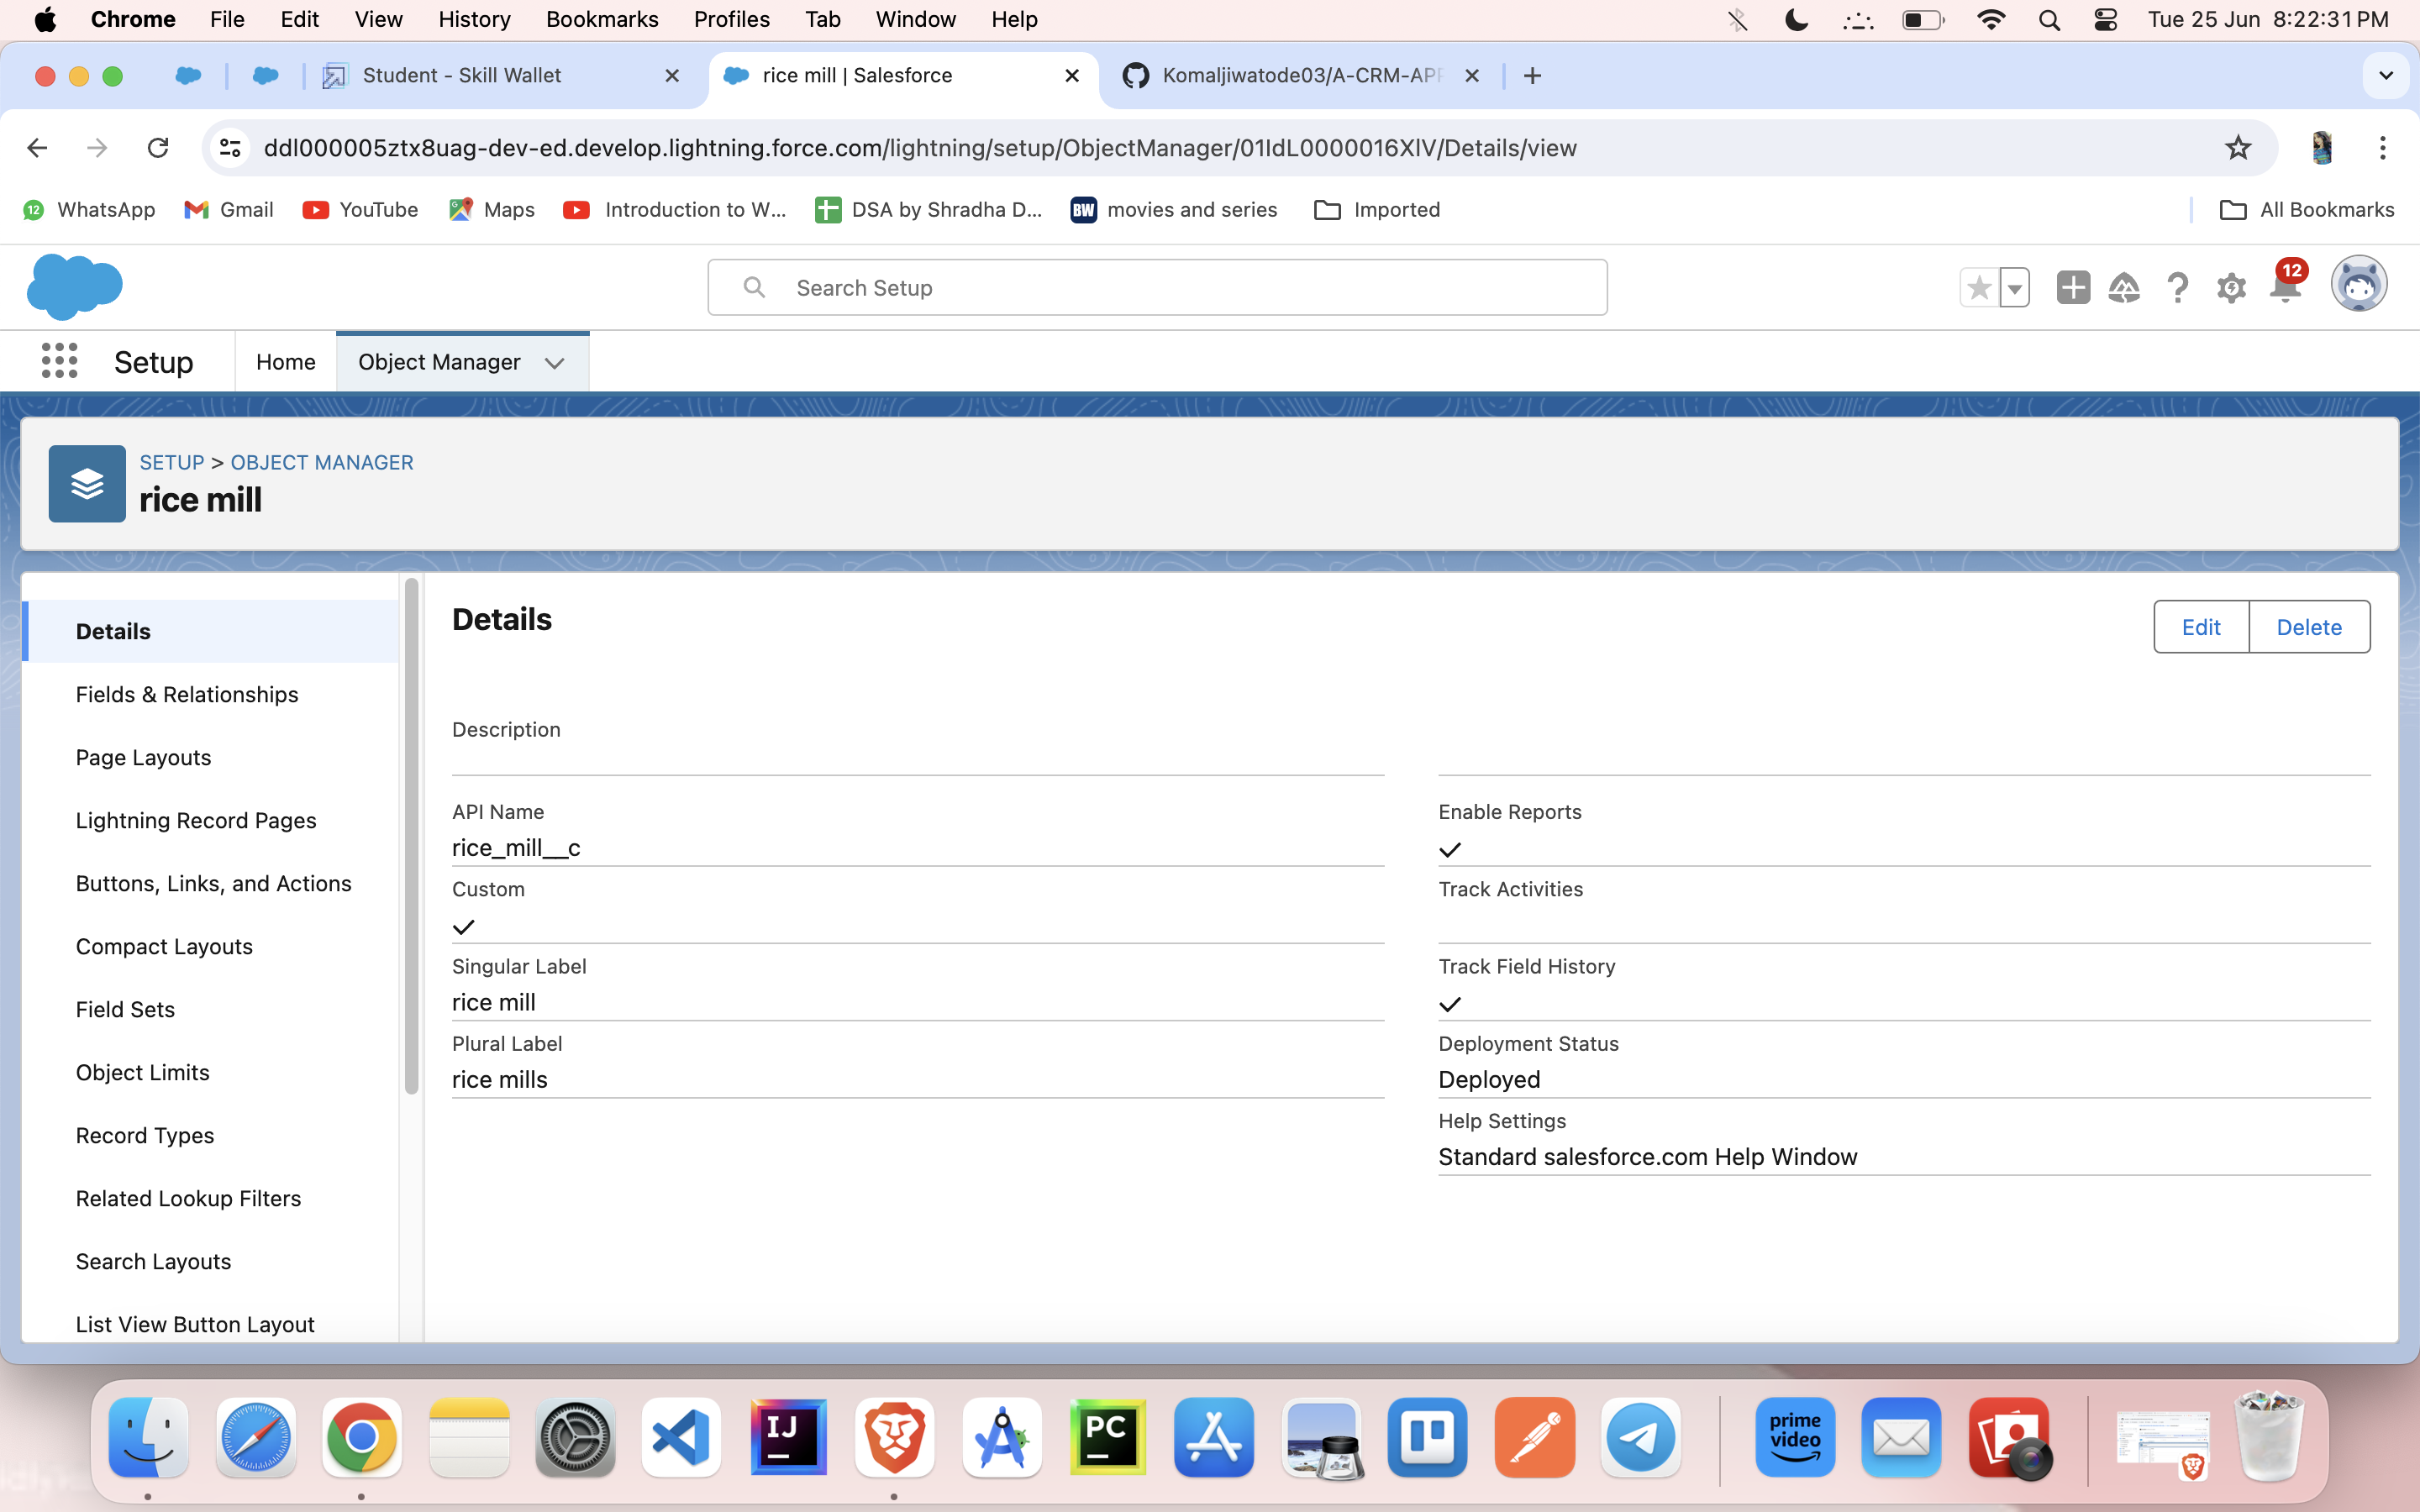 Chrome File Edit View History Bookmarks Profiles Tab Window Help Tue 25 Jun 8:22:31 PM
Student - Skill Wallet rice mill | Salesforce Komaljiwatode03/A-CRM-APP
ddl000005ztx8uag-dev-ed.develop.lightning.force.com/lightning/setup/ObjectManager/01IdL0000016XlV/Details/view
12 WhatsApp Gmail YouTube Maps Introduction to W... DSA by Shradha D... BW movies and series Imported All Bookmarks
Search Setup 12
Setup Home Object Manager
SETUP > OBJECT MANAGER
rice mill
Details
Fields & Relationships
Page Layouts
Lightning Record Pages
Buttons, Links, and Actions
Compact Layouts
Field Sets
Object Limits
Record Types
Related Lookup Filters
Search Layouts
List View Button Layout
Details
Edit Delete
Description
API Name
rice_mill__c
Custom
Singular Label
rice mill
Plural Label
rice mills
Enable Reports
Track Activities
Track Field History
Deployment Status
Deployed
Help Settings
Standard salesforce.com Help Window
IJ
PC
prime
video